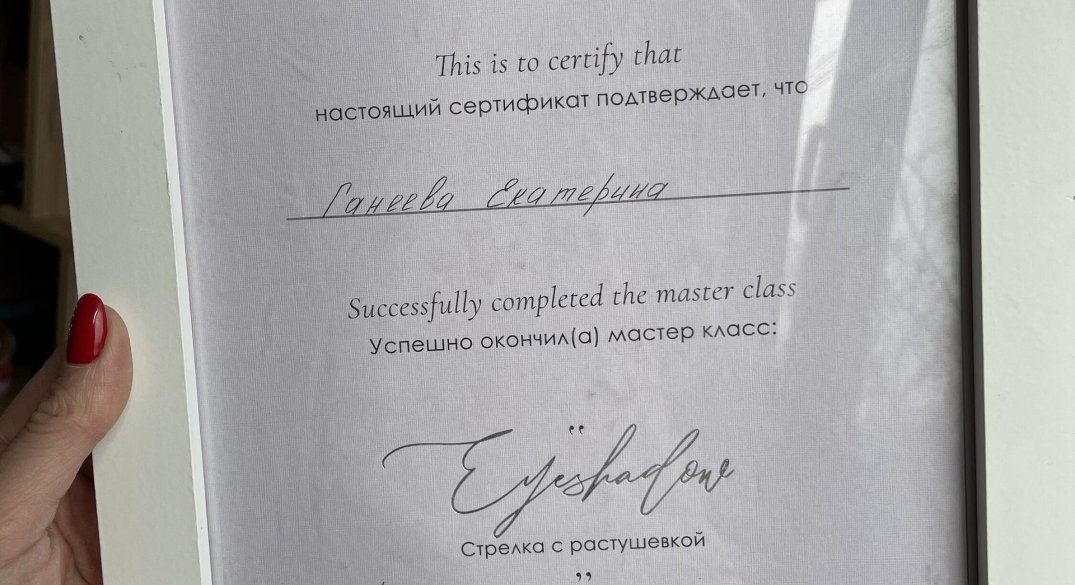 This is to certify that
настоящий сертификат подтверждает, что
Ганеева Екатерина
Successfully completed the master class
Успешно окончил(а) мастер класс:
“
Eyeshadow
Стрелка с растушевкой
”